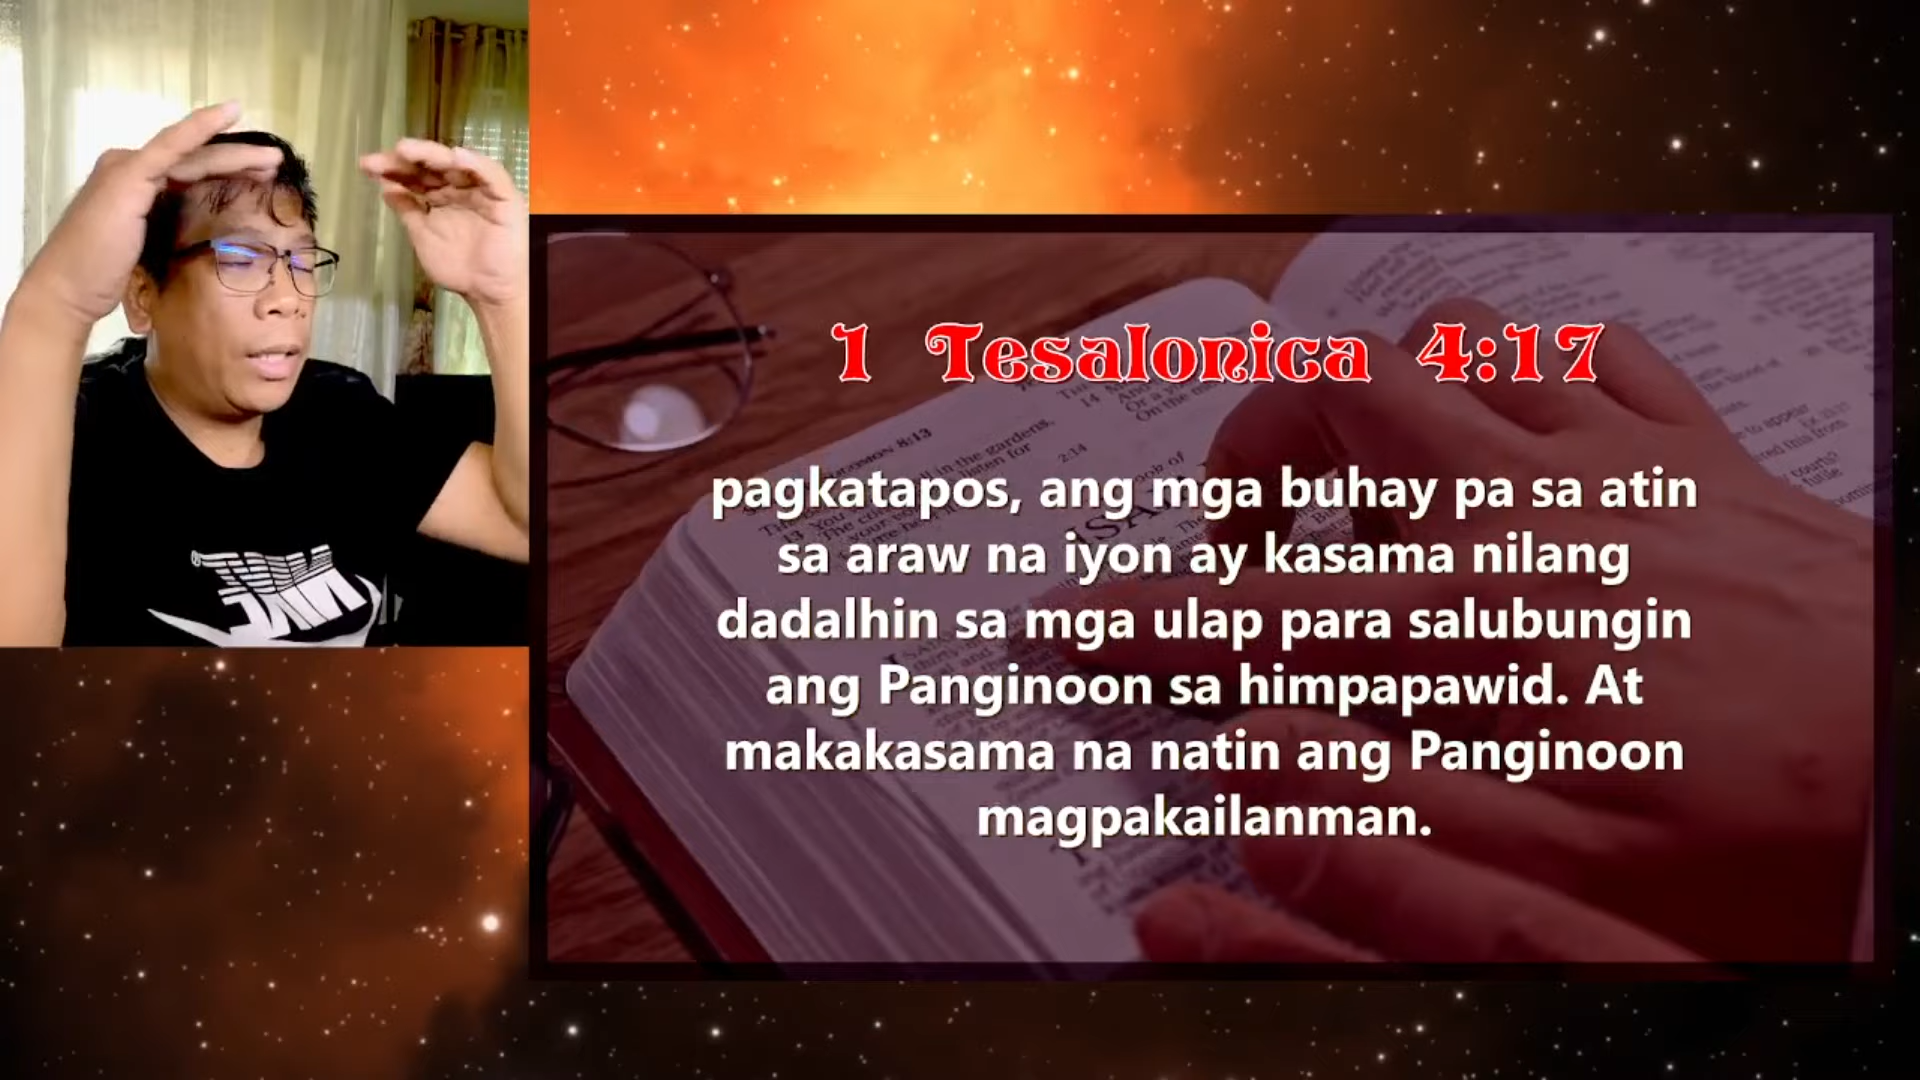 1 Tesalonica 4:17
pagkatapos, ang mga buhay pa sa atin
sa araw na iyon ay kasama nilang
dadalhin sa mga ulap para salubungin
ang Panginoon sa himpapawid. At
makakasama na natin ang Panginoon
magpakailanman.